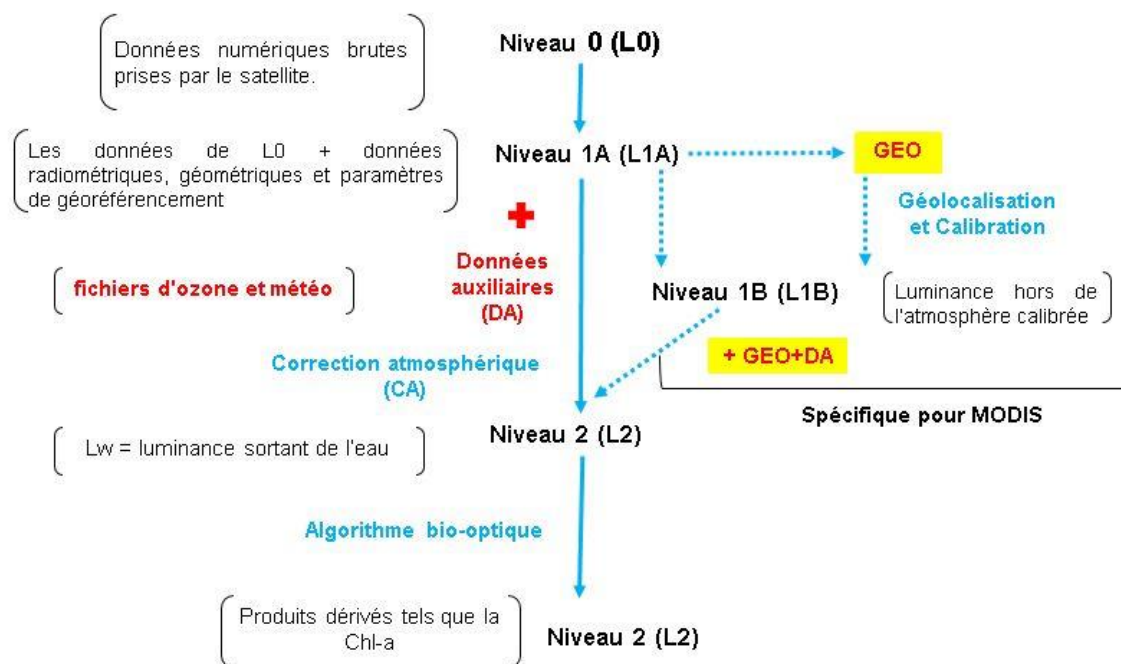 Niveau 0 (L0)
Données numériques brutes
prises par le satellite.
Niveau 1A (L1A)
GEO
Les données de L0 + données
radiométriques, géométriques et paramètres
de géoréférencement
Géolocalisation
et Calibration
+
Données
auxiliaires
(DA)
fichiers d'ozone et météo
Niveau 1B (L1B)
Luminance hors de
l'atmosphère calibrée
+ GEO+DA
Correction atmosphérique
(CA)
Spécifique pour MODIS
Niveau 2 (L2)
Lw = luminance sortant de l'eau
Algorithme bio-optique
Produits dérivés tels que la
Chl-a
Niveau 2 (L2)